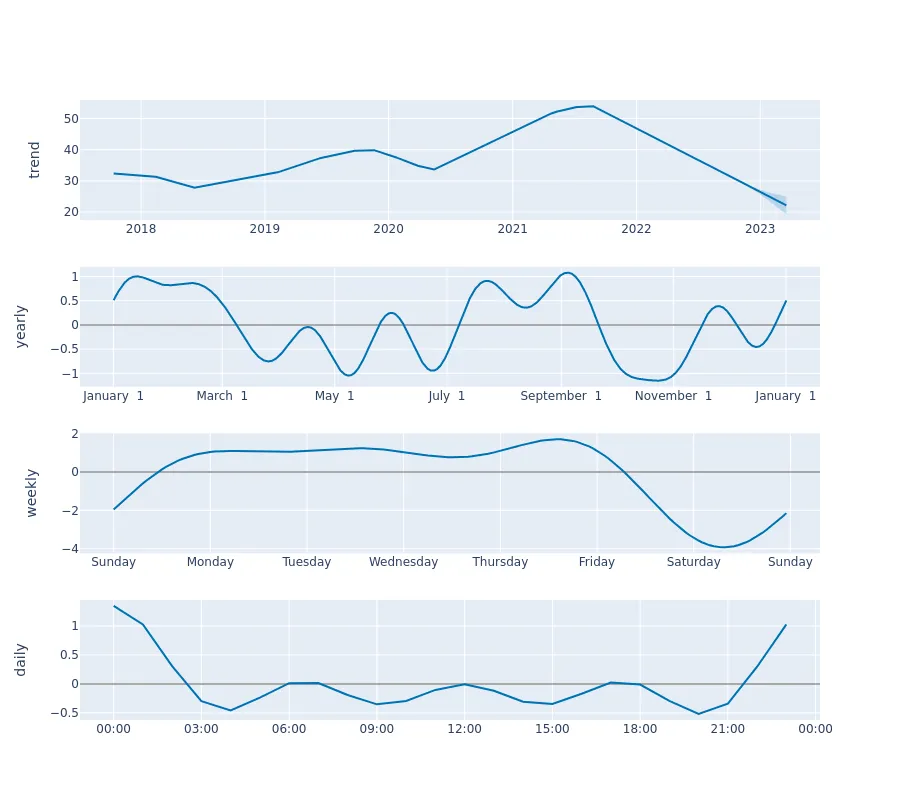 trend
50
40
30
20
2018 2019 2020 2021 2022 2023
yearly
1
0.5
0
−0.5
−1
January 1 March 1 May 1 July 1 September 1 November 1 January 1
weekly
2
0
−2
−4
Sunday Monday Tuesday Wednesday Thursday Friday Saturday Sunday
daily
1
0.5
0
−0.5
00:00 03:00 06:00 09:00 12:00 15:00 18:00 21:00 00:00